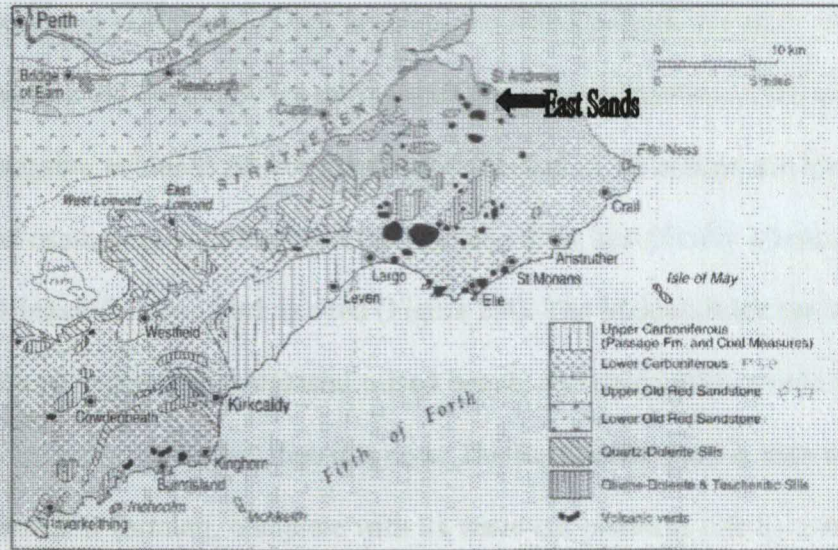 Perth
0 10 km
Firth of Tay
Bridge
of Earn
Newburgh
St Andrews
0 5 miles
East Sands
Cupar
STRATHEDEN
Fife Ness
West Lomond
East
Lomond
Crail
Anstruther
Largo
St Monans
Isle of May
Leven
Elie
Westfield
Upper Carboniferous
(Passage Fm. and Coal Measures)
Lower Carboniferous
Upper Old Red Sandstone
Kirkcaldy
Cowdenbeath
Lower Old Red Sandstone
Firth of Forth
Quartz-Dolerite Sills
Kinghorn
Burntisland
Olivine-Dolerite & Teschenitic Sills
Inchcolm
Inchkeith
Volcanic vents
Inverkeithing